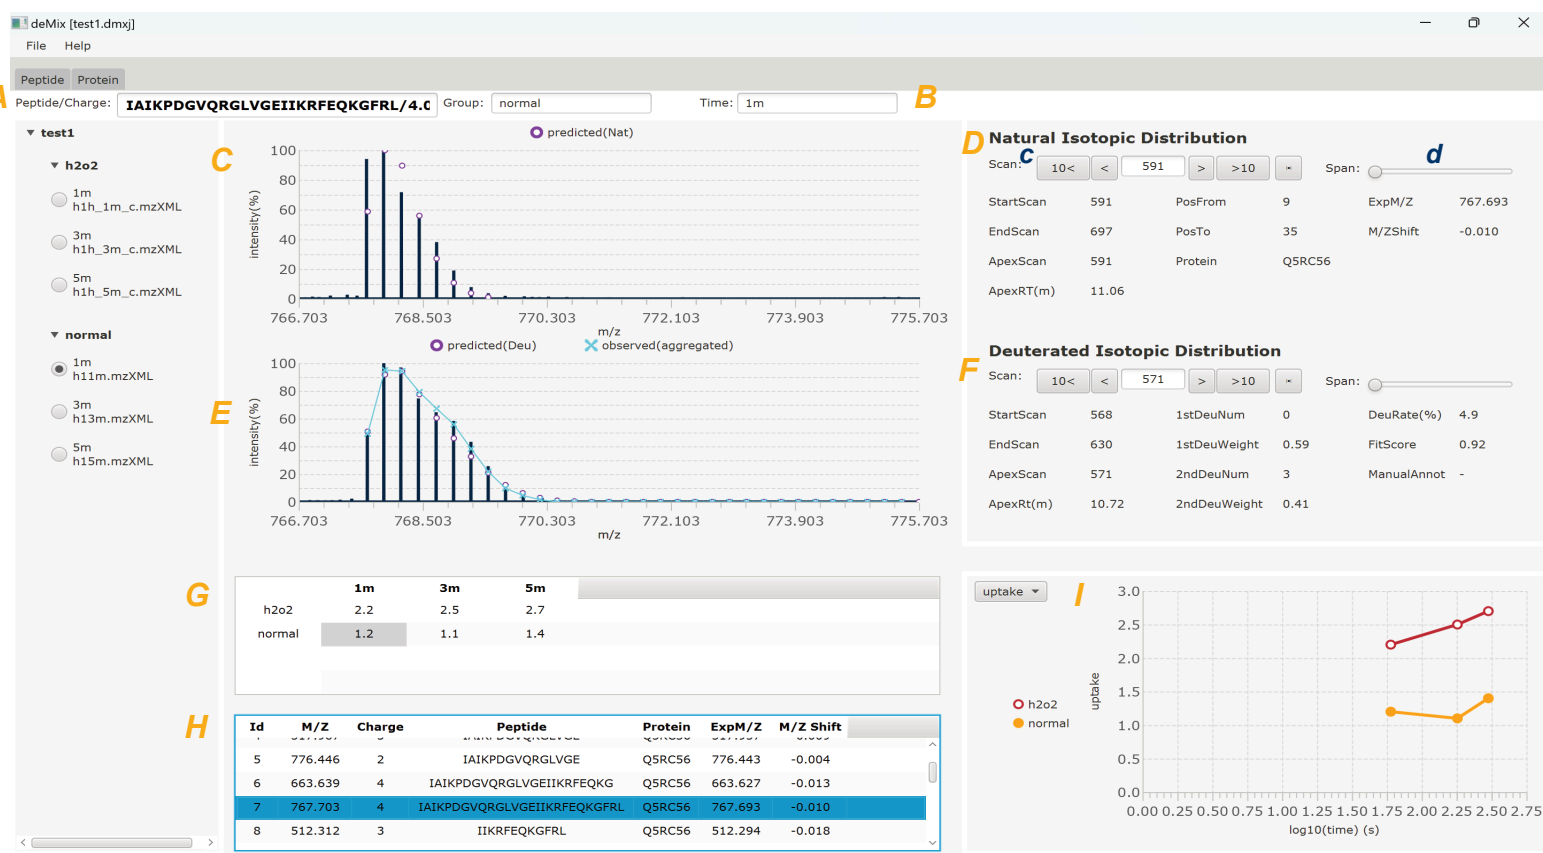 deMix [test1.dmxj]
File Help
Peptide Protein
A Peptide/Charge: IAIKPDGVQRGLVGEIIKRFEQKGFRL/4.0 Group: normal Time: 1m B
test1
h2o2
1m
h1h_1m_c.mzXML
3m
h1h_3m_c.mzXML
5m
h1h_5m_c.mzXML
normal
1m
h11m.mzXML
3m
h13m.mzXML
5m
h15m.mzXML
C
predicted(Nat)
intensity(%)
100
80
60
40
20
0
766.703 768.503 770.303 772.103 773.903 775.703
m/z
predicted(Deu) observed(aggregated)
E
intensity(%)
100
80
60
40
20
0
766.703 768.503 770.303 772.103 773.903 775.703
m/z
D Natural Isotopic Distribution
Scan: c 10< < 591 > >10 Span: d
StartScan 591 PosFrom 9 ExpM/Z 767.693
EndScan 697 PosTo 35 M/ZShift -0.010
ApexScan 591 Protein Q5RC56
ApexRT(m) 11.06
Deuterated Isotopic Distribution
F Scan: 10< < 571 > >10 Span:
StartScan 568 1stDeuNum 0 DeuRate(%) 4.9
EndScan 630 1stDeuWeight 0.59 FitScore 0.92
ApexScan 571 2ndDeuNum 3 ManualAnnot -
ApexRt(m) 10.72 2ndDeuWeight 0.41
G
1m 3m 5m
h2o2 2.2 2.5 2.7
normal 1.2 1.1 1.4
H
Id M/Z Charge Peptide Protein ExpM/Z M/Z Shift
5 776.446 2 IAIKPDGVQRGLVGE Q5RC56 776.443 -0.004
6 663.639 4 IAIKPDGVQRGLVGEIIKRFEQKG Q5RC56 663.627 -0.013
7 767.703 4 IAIKPDGVQRGLVGEIIKRFEQKGFRL Q5RC56 767.693 -0.010
8 512.312 3 IIKRFEQKGFRL Q5RC56 512.294 -0.018
uptake I
h2o2
normal
uptake
3.0
2.5
2.0
1.5
1.0
0.5
0.0
0.000 0.25 0.50 0.75 1.00 1.25 1.50 1.75 2.00 2.25 2.50 2.75
log10(time) (s)